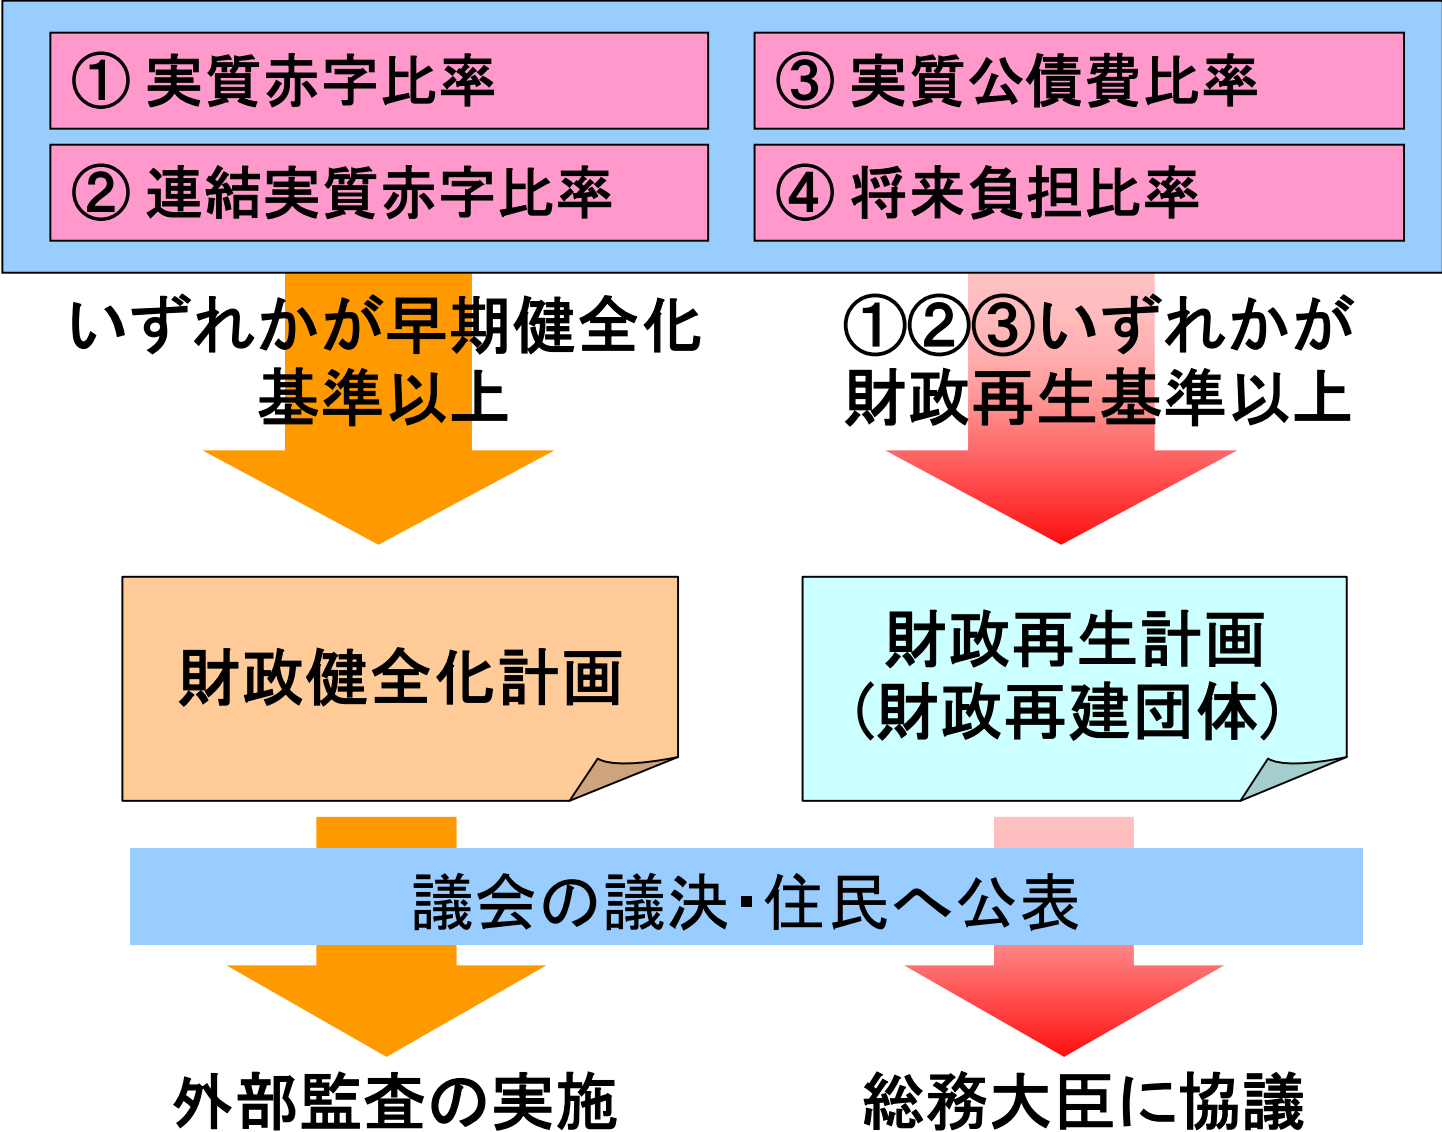 ① 実質赤字比率
② 連結実質赤字比率
③ 実質公債費比率
④ 将来負担比率
いずれかが早期健全化
基準以上
①②③いずれかが
財政再生基準以上
財政健全化計画
財政再生計画
（財政再建団体）
議会の議決・住民へ公表
外部監査の実施
総務大臣に協議